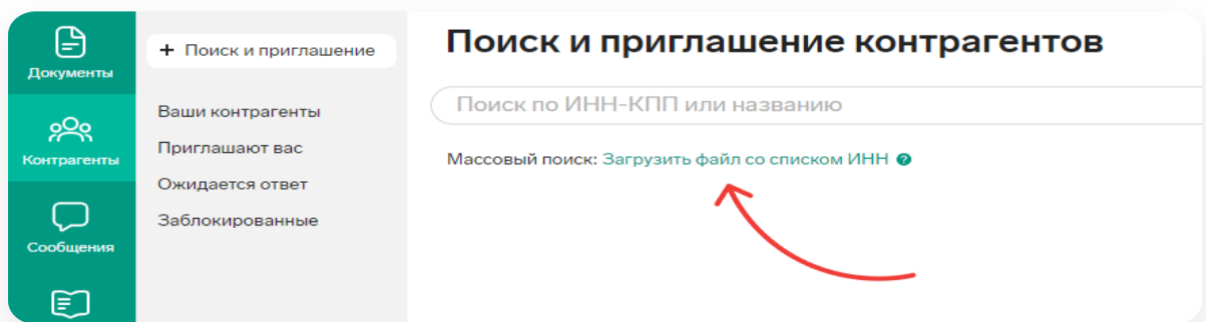 Документы
Контрагенты
Сообщения
+ Поиск и приглашение
Ваши контрагенты
Приглашают вас
Ожидается ответ
Заблокированные
Поиск и приглашение контрагентов
Поиск по ИНН-КПП или названию
Массовый поиск: Загрузить файл со списком ИНН ?